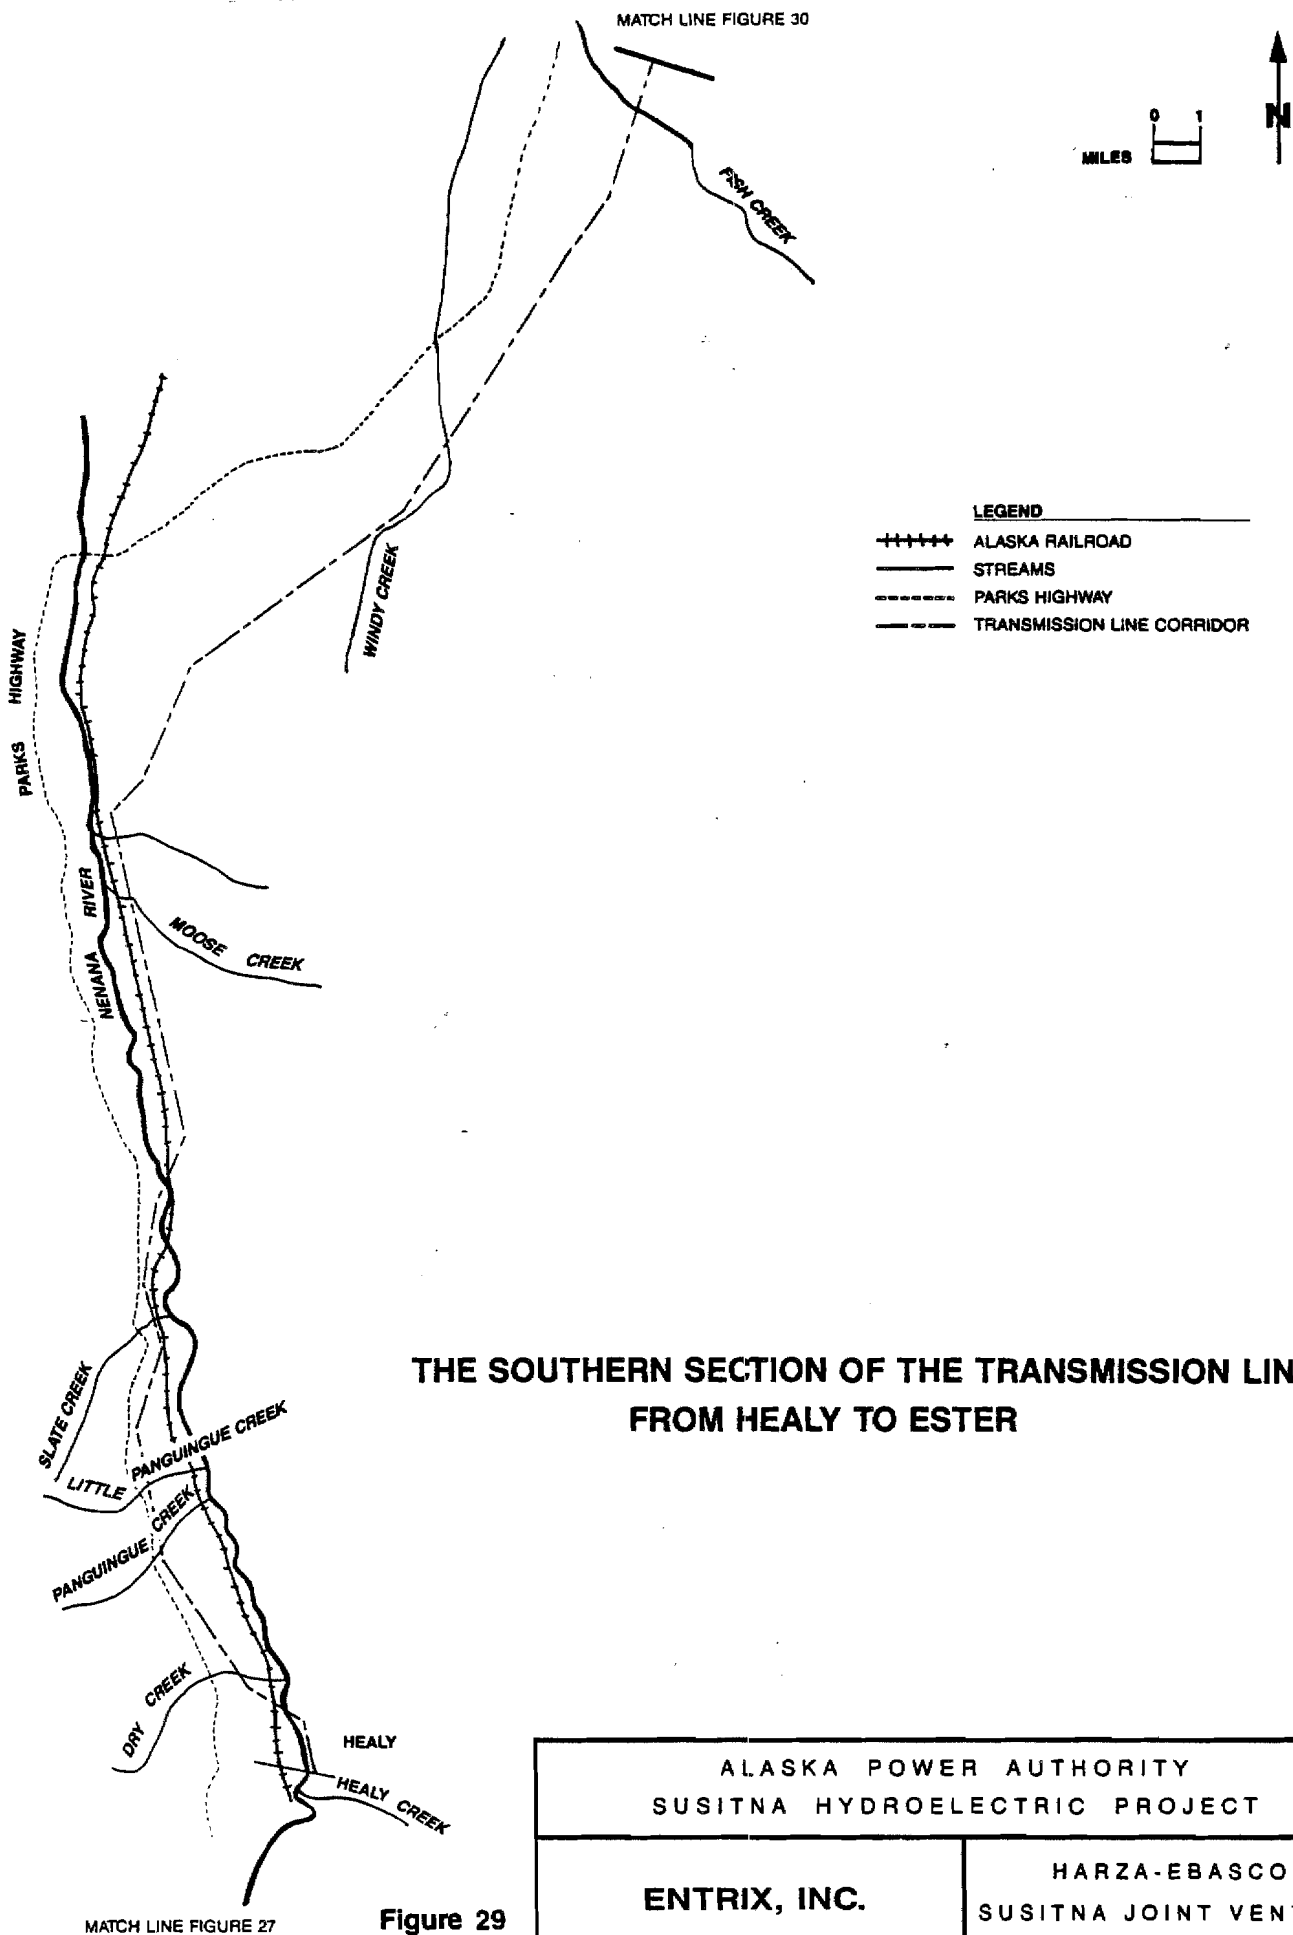 MATCH LINE FIGURE 30
N
0 1
MILES
FISH CREEK
LEGEND
ALASKA RAILROAD
STREAMS
PARKS HIGHWAY
TRANSMISSION LINE CORRIDOR
WINDY CREEK
PARKS HIGHWAY
NENANA RIVER
MOOSE CREEK
THE SOUTHERN SECTION OF THE TRANSMISSION LIN
FROM HEALY TO ESTER
SLATE CREEK
LITTLE PANGUINGUE CREEK
PANGUINGUE CREEK
DRY CREEK
HEALY
HEALY CREEK
ALASKA POWER AUTHORITY
SUSITNA HYDROELECTRIC PROJECT
ENTRIX, INC.
HARZA-EBASCO
SUSITNA JOINT VENT
MATCH LINE FIGURE 27
Figure 29